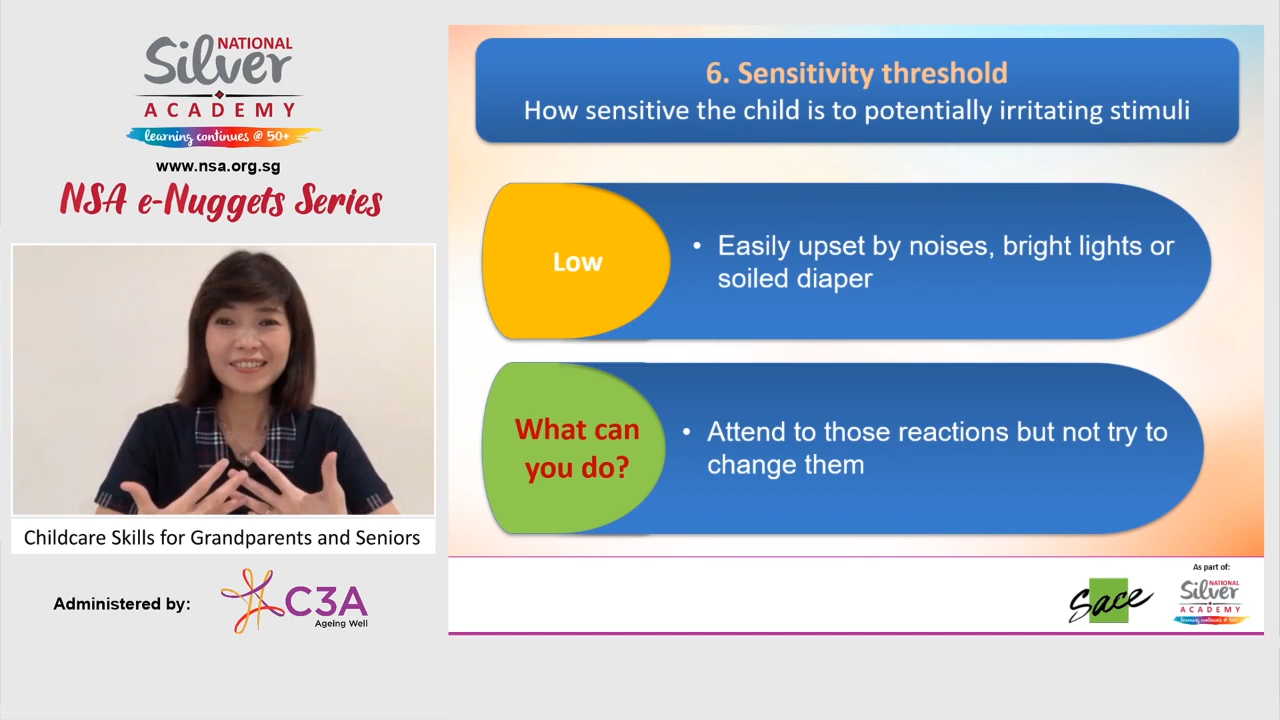 NATIONAL
Silver
ACADEMY
learning continues @ 50+
www.nsa.org.sg
NSA e-Nuggets Series
Childcare Skills for Grandparents and Seniors
Administered by:
C3A
Ageing Well
6. Sensitivity threshold
How sensitive the child is to potentially irritating stimuli
Low
• Easily upset by noises, bright lights or
soiled diaper
What can
you do?
• Attend to those reactions but not try to
change them
Sace
As part of:
NATIONAL
Silver
ACADEMY
learning continues @ 50+